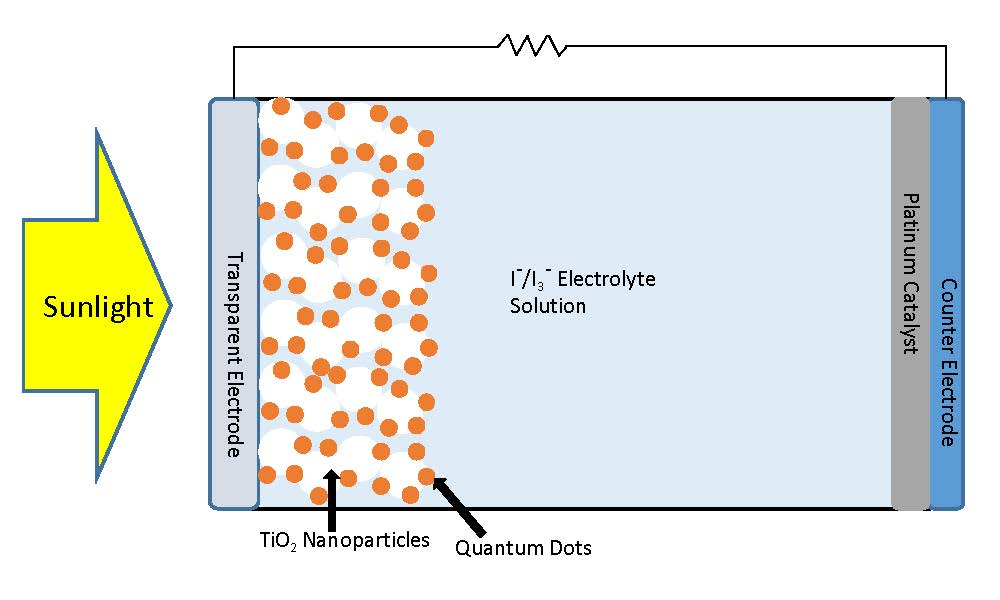 Sunlight
Transparent Electrode
I⁻/I₃⁻ Electrolyte
Solution
Platinum Catalyst
Counter Electrode
TiO₂ Nanoparticles
Quantum Dots